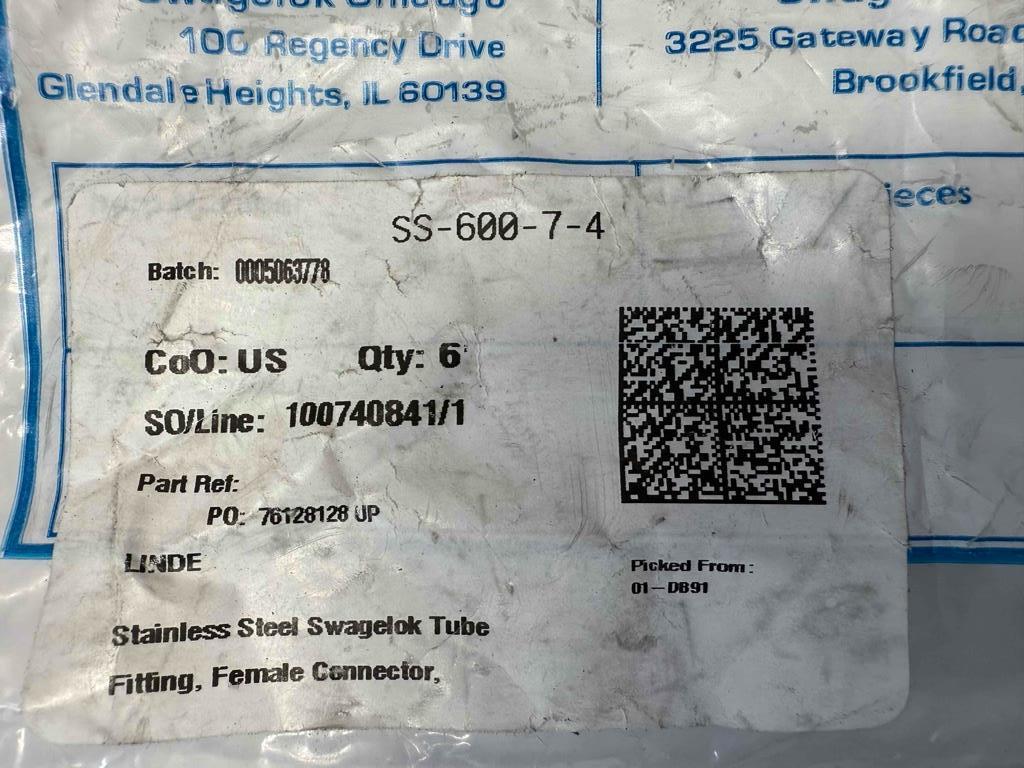 Swagelok Chicago
100 Regency Drive
Glendale Heights, IL 60139
3225 Gateway Road
Brookfield,
ieces
SS-600-7-4
Batch: 0005063778
CoO: US Qty: 6
SO/Line: 100740841/1
Part Ref:
PO: 76128128 UP
LINDE
Picked From:
01-DB91
Stainless Steel Swagelok Tube
Fitting, Female Connector,